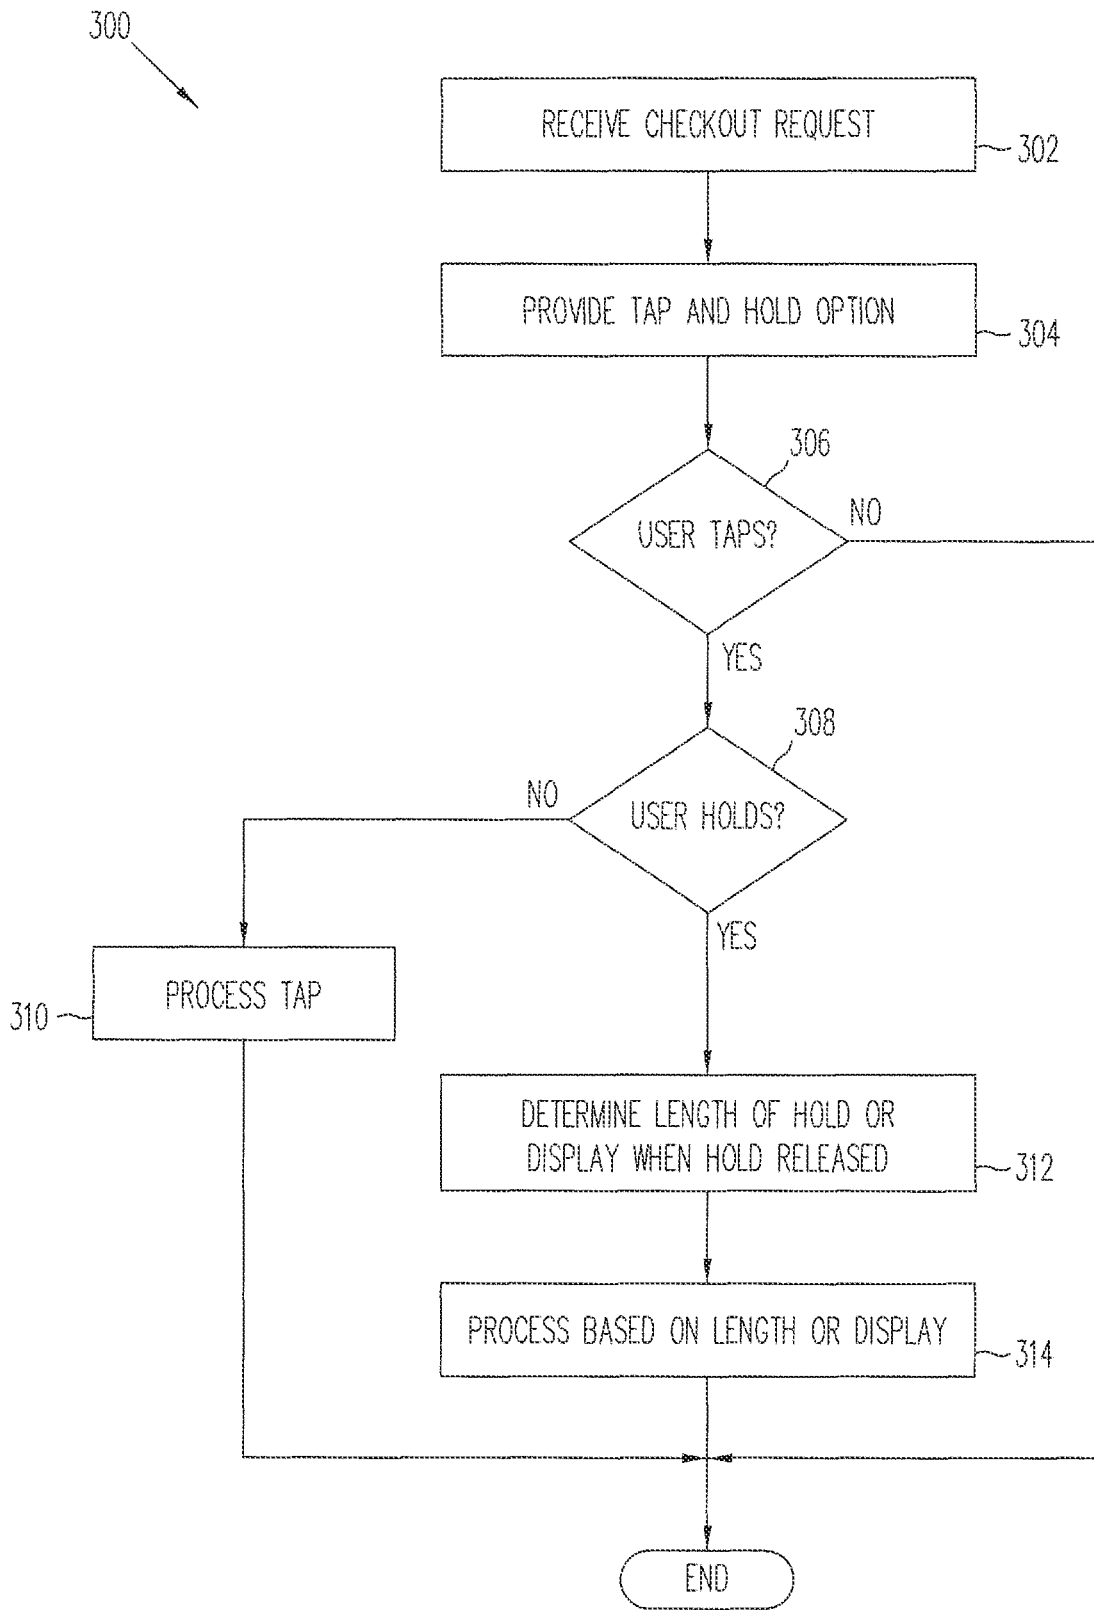 300
RECEIVE CHECKOUT REQUEST
302
PROVIDE TAP AND HOLD OPTION
304
306
USER TAPS?
NO
YES
308
NO
USER HOLDS?
YES
PROCESS TAP
310
DETERMINE LENGTH OF HOLD OR
DISPLAY WHEN HOLD RELEASED
312
PROCESS BASED ON LENGTH OR DISPLAY
314
END